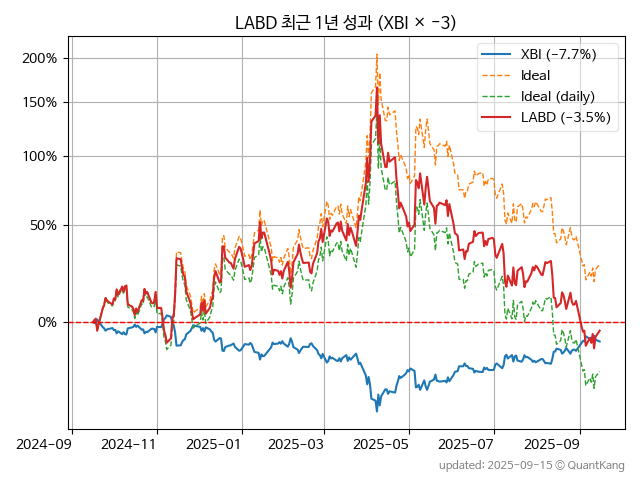 LABD 최근 1년 성과 (XBI × −3)
200%
150%
100%
50%
0%
XBI (−7.7%)
Ideal
Ideal (daily)
LABD (−3.5%)
2024-09
2024-11
2025-01
2025-03
2025-05
2025-07
2025-09
updated: 2025-09-15 © QuantKang